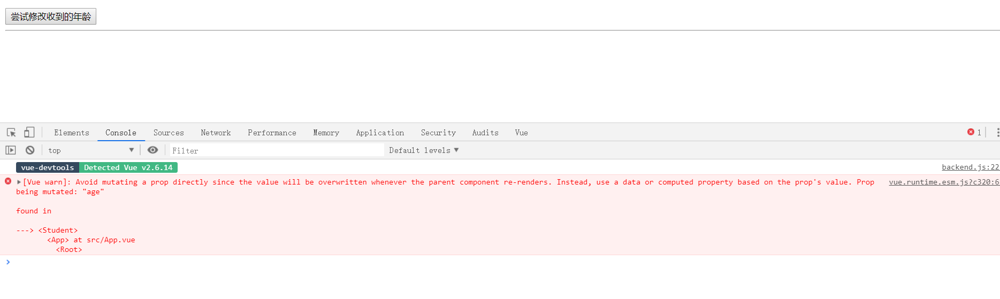 尝试修改收到的年龄
Elements Console Sources Network Performance Memory Application Security Audits Vue 1
top Filter Default levels
vue-devtools Detected Vue v2.6.14 backend.js:22
[Vue warn]: Avoid mutating a prop directly since the value will be overwritten whenever the parent component re-renders. Instead, use a data or computed property based on the prop's value. Prop vue.runtime.esm.js?c320:6
being mutated: "age"
found in
---> <Student>
<App> at src/App.vue
<Root>